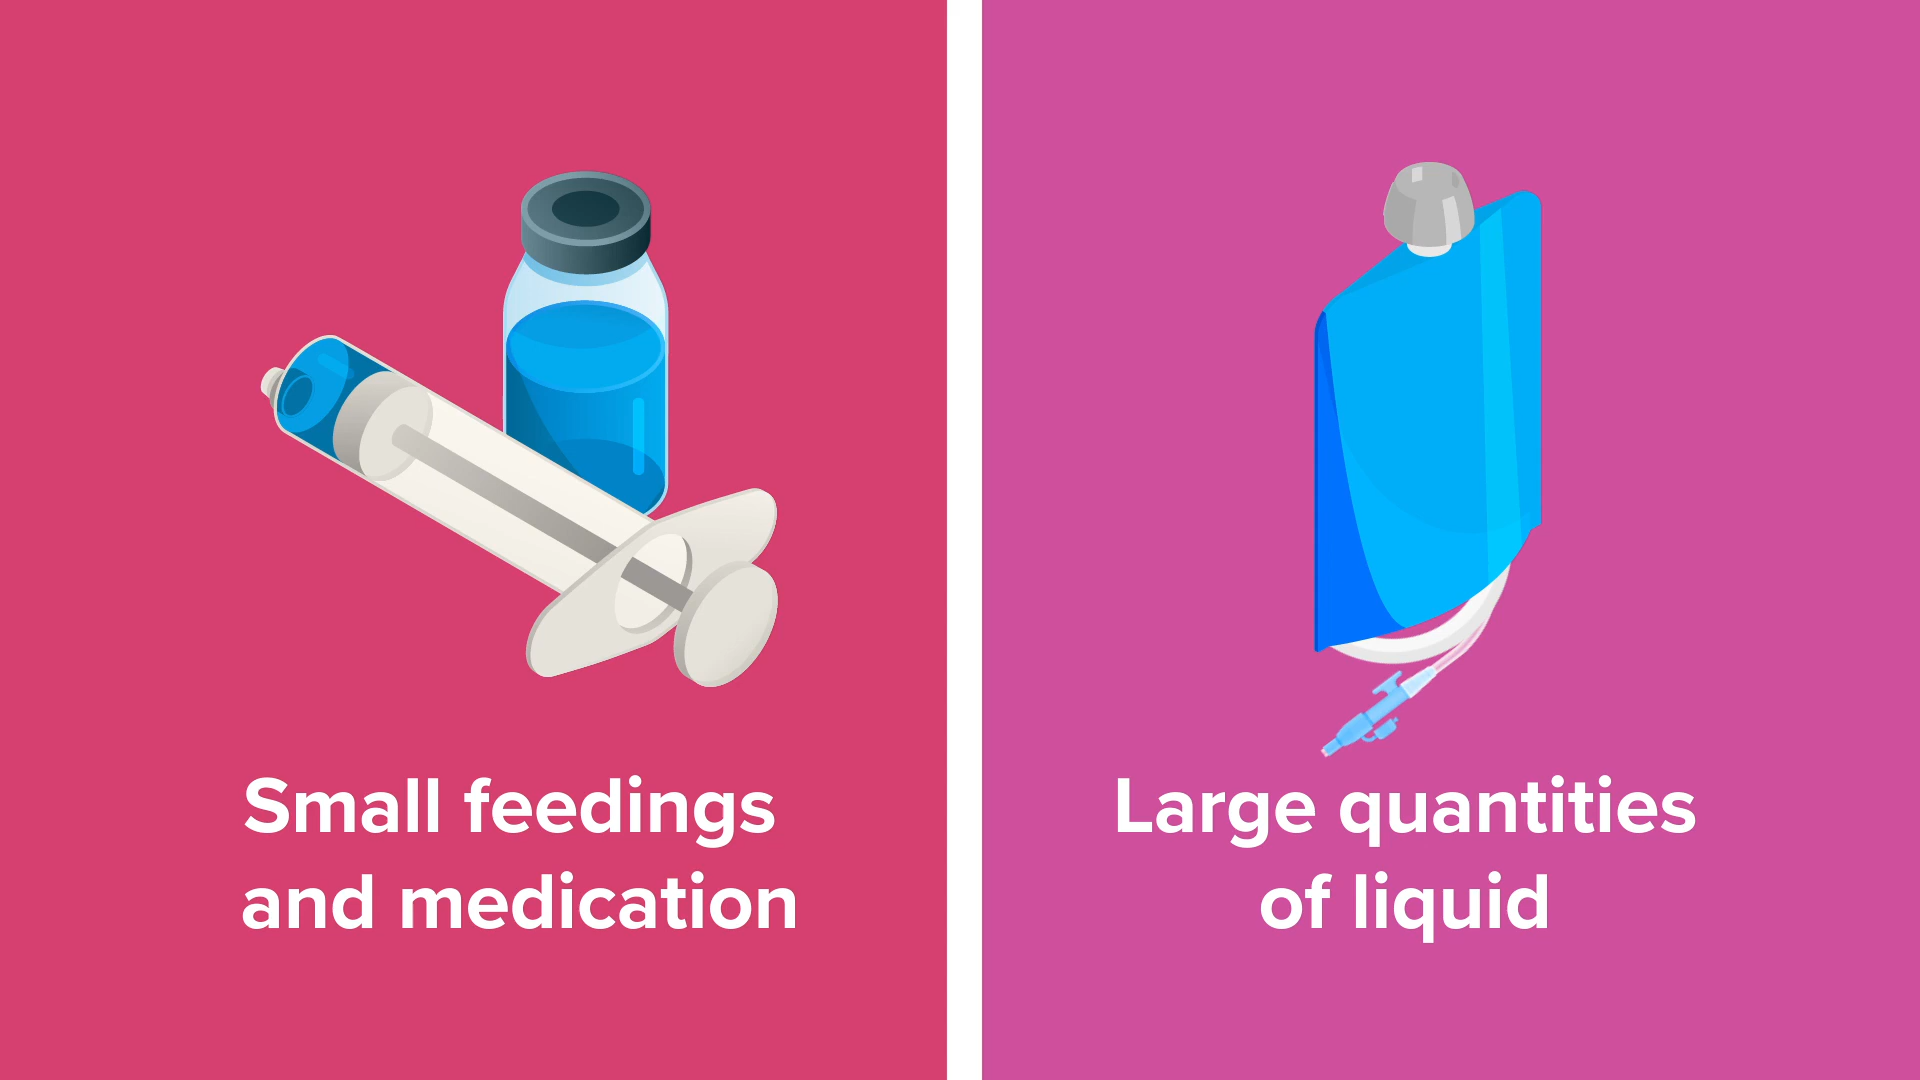 Small feedings
and medication
Large quantities
of liquid